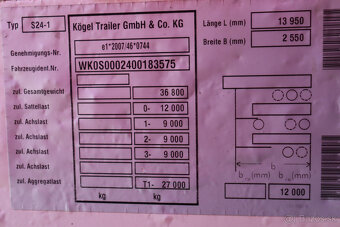 Typ S24-1 Kögel Trailer GmbH & Co. KG Länge L (mm) 13 950
Genehmigungs-Nr. e1*2007/46*0744 Breite B (mm) 2 550
Fahrzeugident.Nr. WK0S0002400183575
zul. Gesamtgewicht 36 800
zul. Sattellast 0- 12 000
zul. Achslast 1- 9 000
zul. Achslast 2- 9 000
zul. Achslast 3- 9 000
zul. Aggregatlast T1- 27 000
b
b (mm) b (mm)
kg kg 12 000